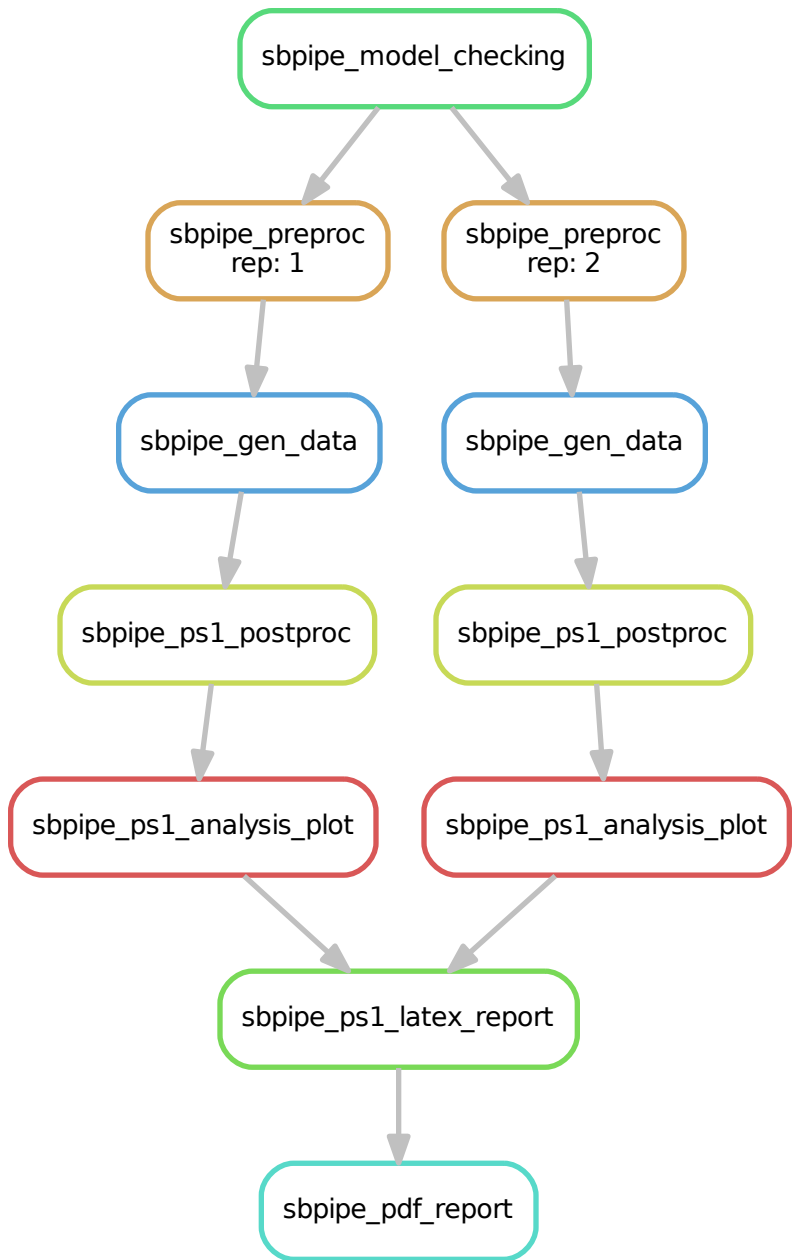 sbpipe_model_checking
sbpipe_preproc
rep: 1
sbpipe_preproc
rep: 2
sbpipe_gen_data
sbpipe_gen_data
sbpipe_ps1_postproc
sbpipe_ps1_postproc
sbpipe_ps1_analysis_plot
sbpipe_ps1_analysis_plot
sbpipe_ps1_latex_report
sbpipe_pdf_report